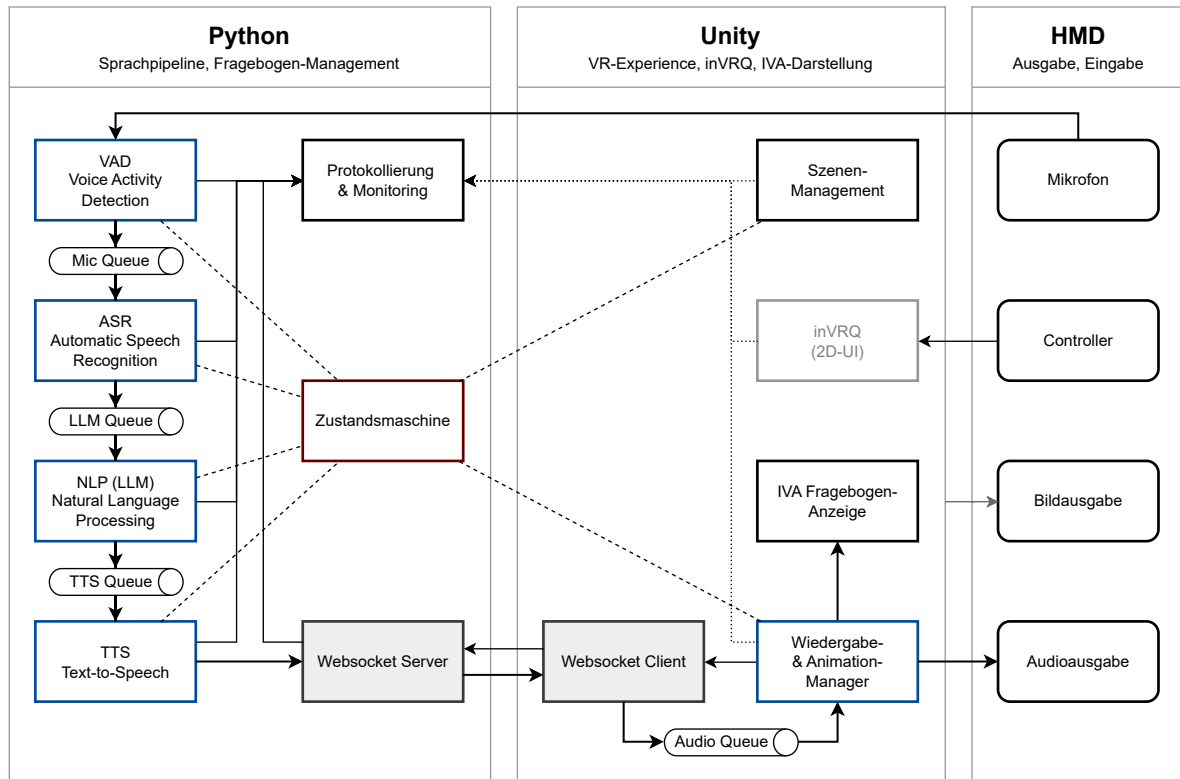 Python
Sprachpipeline, Fragebogen-Management
Unity
VR-Experience, inVRQ, IVA-Darstellung
HMD
Ausgabe, Eingabe
VAD
Voice Activity
Detection
Protokollierung
& Monitoring
Szenen-
Management
Mikrofon
Mic Queue
ASR
Automatic Speech
Recognition
inVRQ
(2D-UI)
Controller
LLM Queue
Zustandsmaschine
NLP (LLM)
Natural Language
Processing
IVA Fragebogen-
Anzeige
Bildausgabe
TTS Queue
TTS
Text-to-Speech
Websocket Server
Websocket Client
Wiedergabe-
& Animation-
Manager
Audioausgabe
Audio Queue